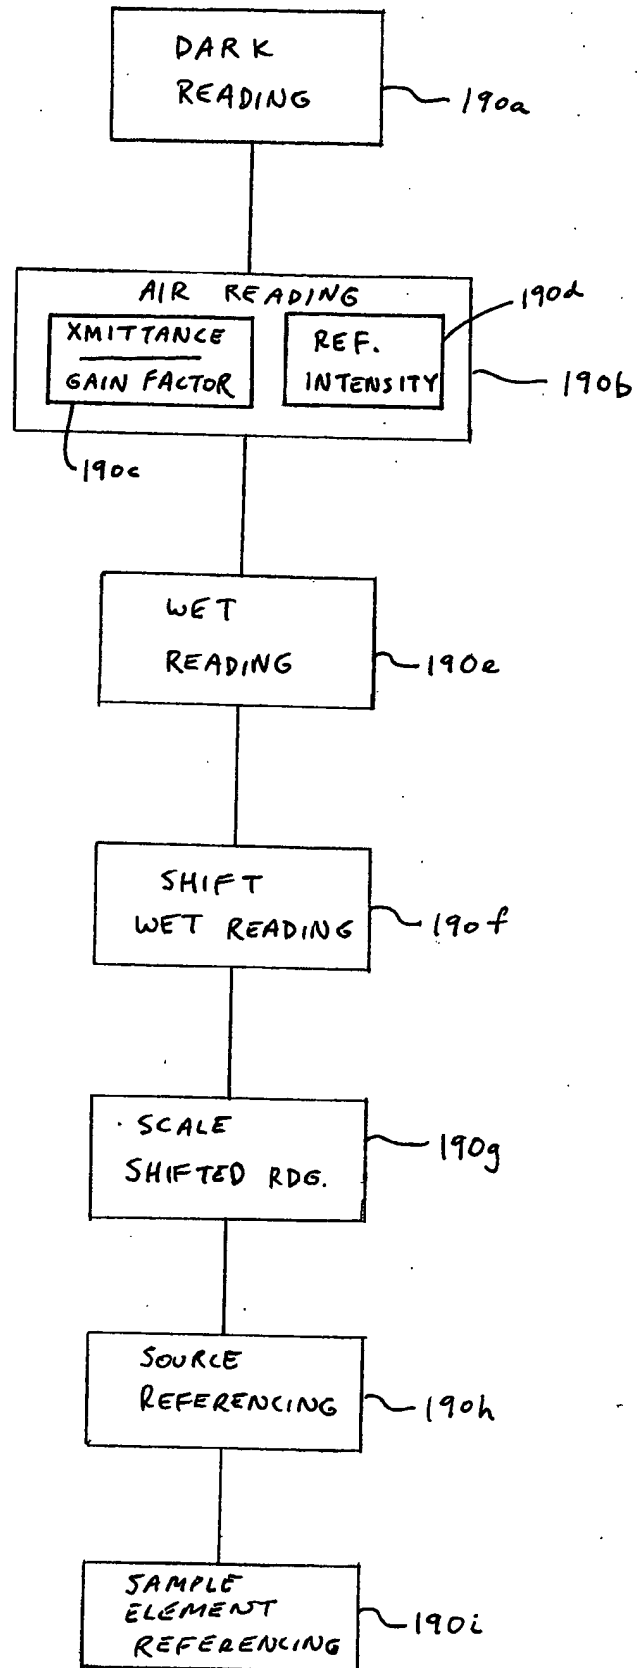 DARK
READING
190a
AIR READING
190d
XMITTANCE
GAIN FACTOR
REF.
INTENSITY
190b
190c
WET
READING
190e
SHIFT
WET READING
190f
SCALE
SHIFTED RDG.
190g
SOURCE
REFERENCING
190h
SAMPLE
ELEMENT
REFERENCING
190i